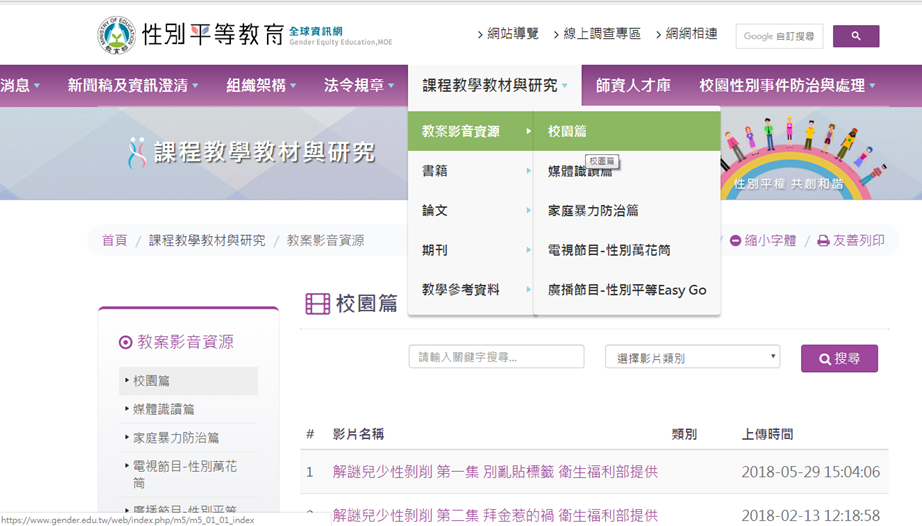 MINISTRY OF EDUCATION
教育部
性別平等教育 全球資訊網
Gender Equity Education,MOE
網站導覽 線上調查專區 網網相連
Google 自訂搜尋
消息 新聞稿及資訊澄清 組織架構 法令規章 課程教學教材與研究 師資人才庫 校園性別事件防治與處理
課程教學教材與研究
教案影音資源
書籍
論文
期刊
教學參考資料
校園篇
校園篇
媒體識讀篇
家庭暴力防治篇
電視節目-性別萬花筒
廣播節目-性別平等Easy Go
性別平權 共創和諧
首頁 / 課程教學教材與研究 / 教案影音資源
/ 縮小字體 / 友善列印
教案影音資源
校園篇
媒體識讀篇
家庭暴力防治篇
電視節目-性別萬花
筒
廣播節目-性別平等
校園篇
請輸入關鍵字搜尋...
選擇影片類別
搜尋
# 影片名稱 類別 上傳時間
1 解謎兒少性剝削 第一集 別亂貼標籤 衛生福利部提供 2018-05-29 15:04:06
2 解謎兒少性剝削 第二集 拜金惹的禍 衛生福利部提供 2018-02-13 12:18:58
https://www.gender.edu.tw/web/index.php/m5/m5_01_01_index